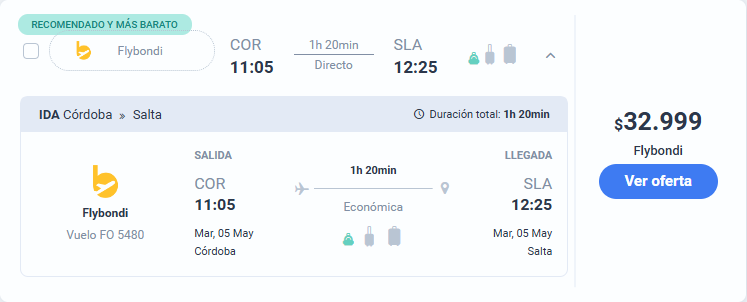 RECOMENDADO Y MÁS BARATO
Flybondi
COR 1h 20min SLA
11:05 Directo 12:25
IDA Córdoba » Salta Duración total: 1h 20min
SALIDA LLEGADA
1h 20min
COR SLA
11:05 12:25
Económica
Flybondi
Vuelo FO 5480
Mar, 05 May Mar, 05 May
Córdoba Salta
$32.999
Flybondi
Ver oferta